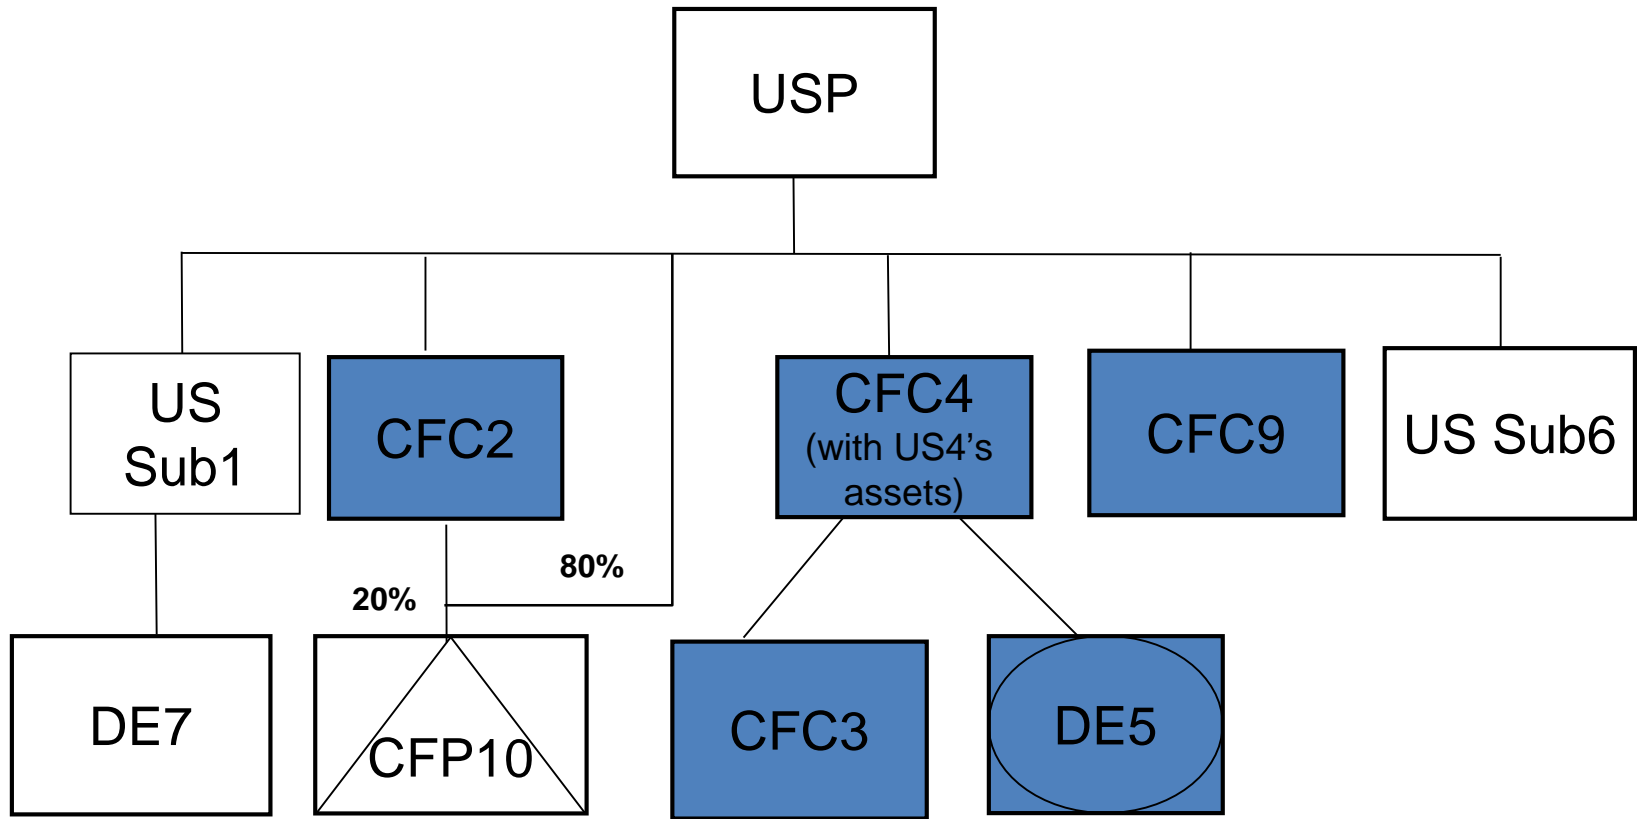 USP
US
Sub1
CFC2
CFC4
(with US4's
assets)
CFC9
US Sub6
80%
20%
DE7
CFP10
CFC3
DE5